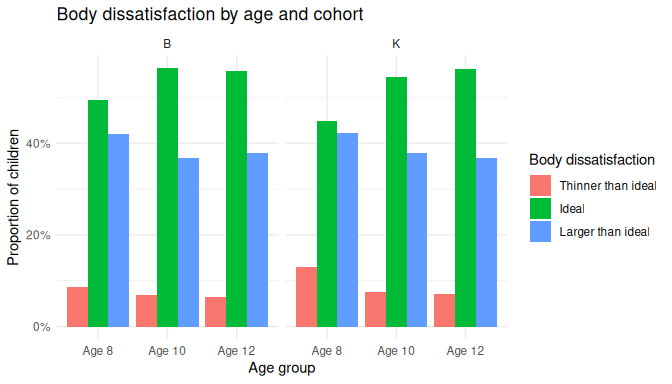 Body dissatisfaction by age and cohort
B
K
Proportion of children
40%
20%
0%
Age 8
Age 10
Age 12
Age 8
Age 10
Age 12
Age group
Body dissatisfaction
Thinner than ideal
Ideal
Larger than ideal